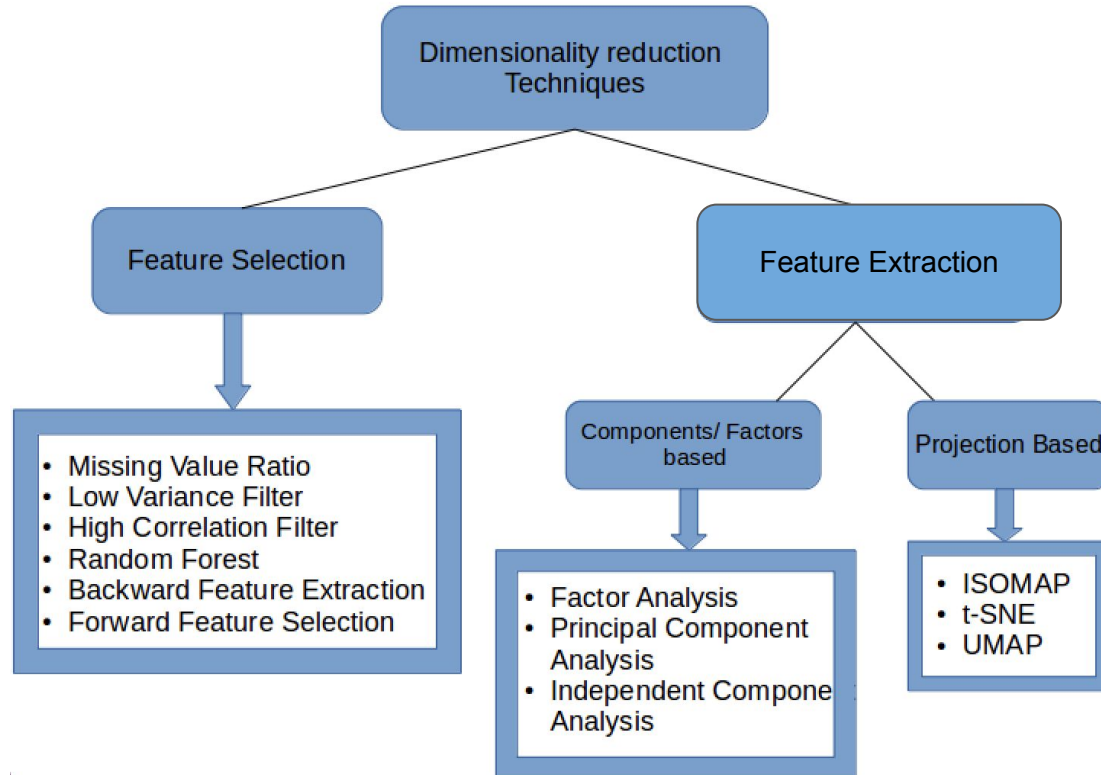 Dimensionality reduction
Techniques
Feature Selection
Feature Extraction
• Missing Value Ratio
• Low Variance Filter
• High Correlation Filter
• Random Forest
• Backward Feature Extraction
• Forward Feature Selection
Components/ Factors
based
• Factor Analysis
• Principal Component
Analysis
• Independent Compone
Analysis
Projection Based
• ISOMAP
• t-SNE
• UMAP